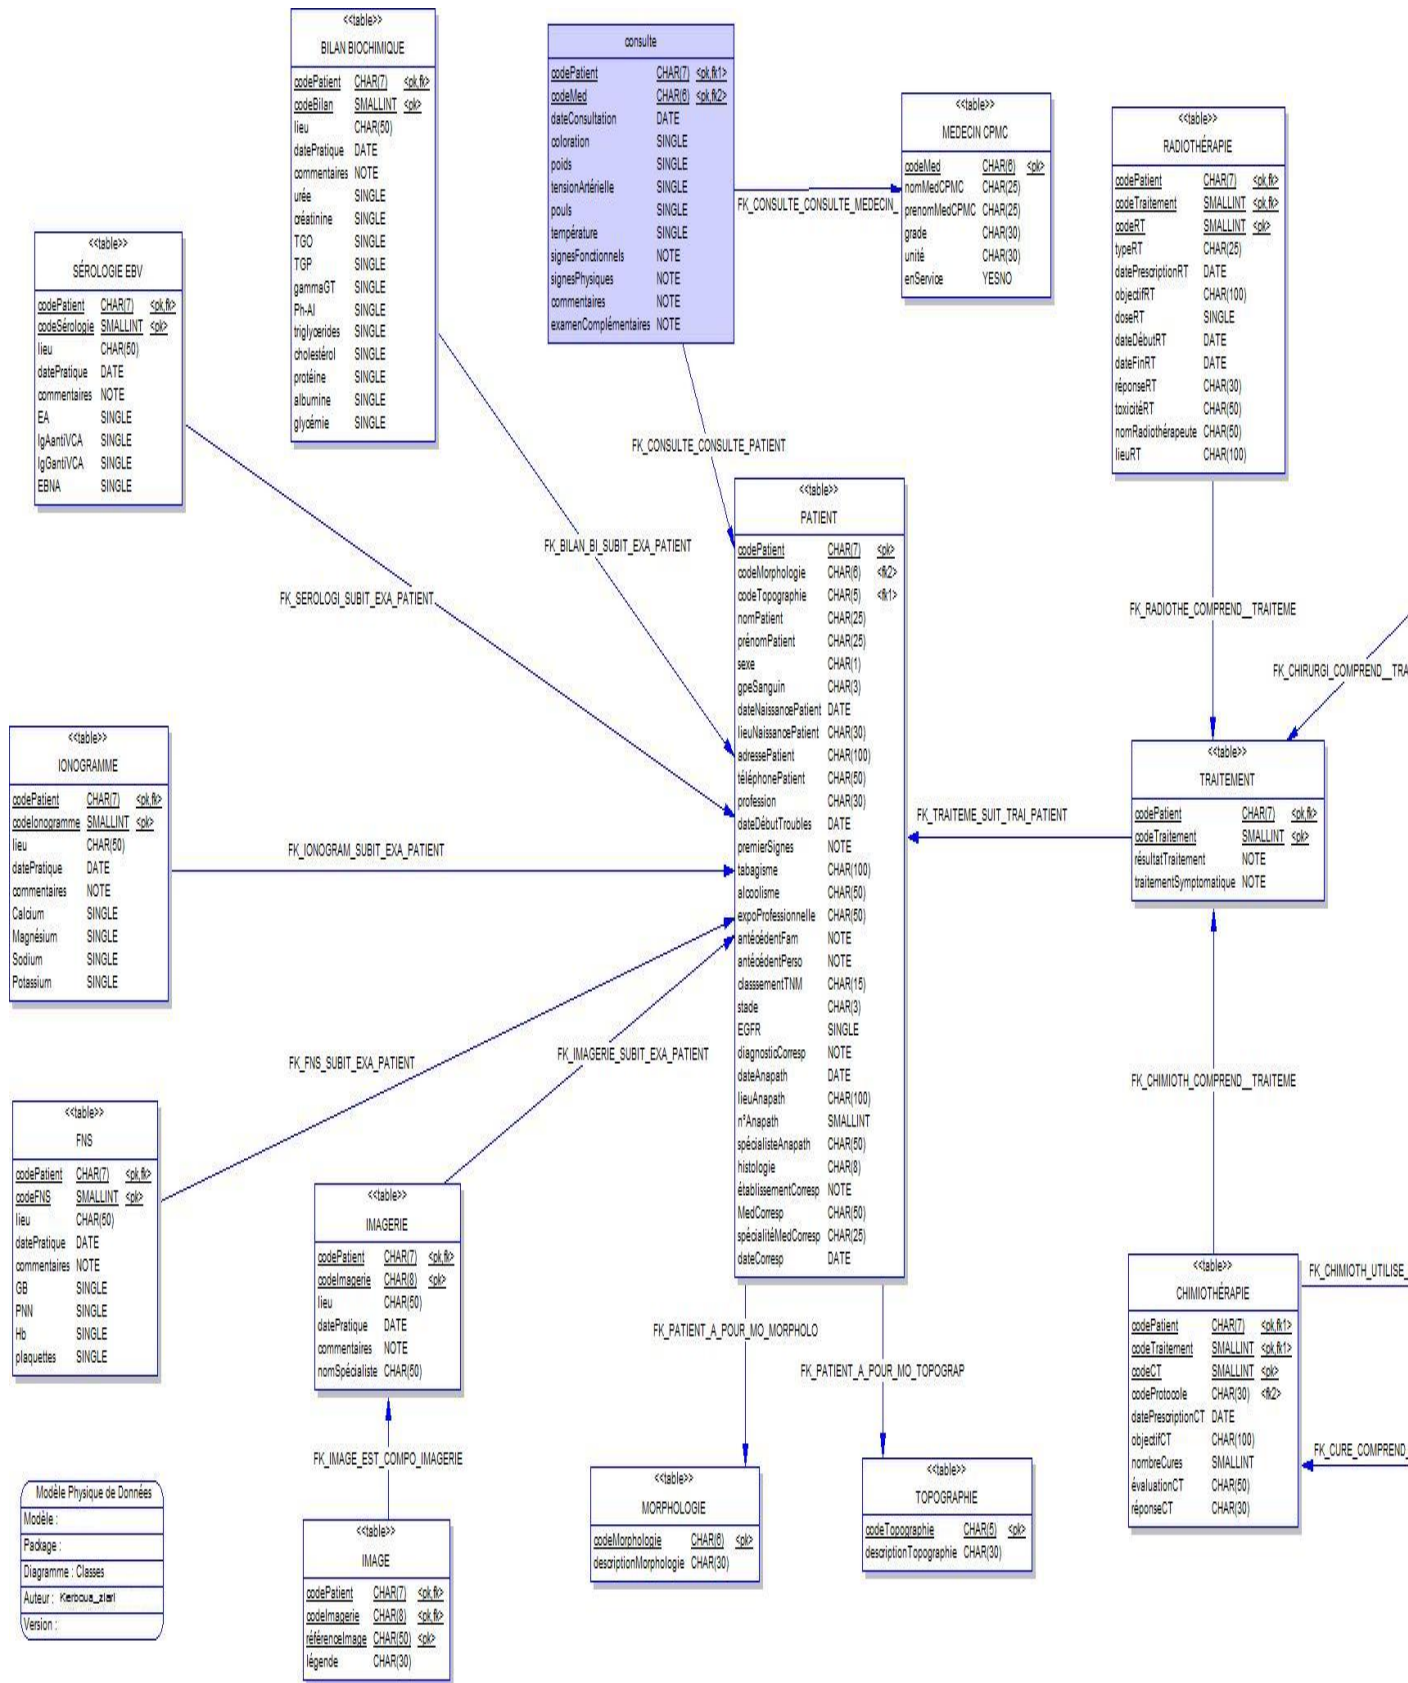 <<table>>
BILAN BIOCHIMIQUE
codePatient CHAR(7) <pk,fk>
codeBilan SMALLINT <pk>
lieu CHAR(50)
datePratique DATE
commentaires NOTE
urée SINGLE
créatinine SINGLE
TGO SINGLE
TGP SINGLE
gammaGT SINGLE
Ph-Al SINGLE
triglycerides SINGLE
cholestérol SINGLE
protéine SINGLE
albumine SINGLE
glycémie SINGLE
consulte
codePatient CHAR(7) <pk,fk1>
codeMed CHAR(6) <pk,fk2>
dateConsultation DATE
coloration SINGLE
poids SINGLE
tensionArtérielle SINGLE
pouls SINGLE
température SINGLE
signesFonctionnels NOTE
signesPhysiques NOTE
commentaires NOTE
examenComplémentaires NOTE
FK_CONSULTE_CONSULTE_MEDECIN_
<<table>>
MEDECIN CPMC
codeMed CHAR(6) <pk>
nomMedCPMC CHAR(25)
prenomMedCPMC CHAR(25)
grade CHAR(30)
unité CHAR(30)
enService YESNO
<<table>>
RADIOTHÉRAPIE
codePatient CHAR(7) <pk,fk>
codeTraitement SMALLINT <pk,fk>
codeRT SMALLINT <pk>
typeRT CHAR(25)
datePrescriptionRT DATE
objectifRT CHAR(100)
doseRT SINGLE
dateDébutRT DATE
dateFinRT DATE
réponseRT CHAR(30)
toxicitéRT CHAR(50)
nomRadiothérapeute CHAR(50)
lieuRT CHAR(100)
<<table>>
SÉROLOGIE EBV
codePatient CHAR(7) <pk,fk>
codeSérologie SMALLINT <pk>
lieu CHAR(50)
datePratique DATE
commentaires NOTE
EA SINGLE
IgAantiVCA SINGLE
IgGantiVCA SINGLE
EBNA SINGLE
FK_CONSULTE_CONSULTE_PATIENT
FK_BILAN_BI_SUBIT_EXA_PATIENT
FK_SEROLOGI_SUBIT_EXA_PATIENT
<<table>>
PATIENT
codePatient CHAR(7) <pk>
codeMorphologie CHAR(6) <fk2>
codeTopographie CHAR(5) <fk1>
nomPatient CHAR(25)
prénomPatient CHAR(25)
sexe CHAR(1)
gpeSanguin CHAR(3)
dateNaissancePatient DATE
lieuNaissancePatient CHAR(30)
adressePatient CHAR(100)
téléphonePatient CHAR(50)
profession CHAR(30)
dateDébutTroubles DATE
premierSignes NOTE
tabagisme CHAR(100)
alcoolisme CHAR(50)
expoProfessionnelle CHAR(50)
antécédentFam NOTE
antécédentPerso NOTE
classsementTNM CHAR(15)
stade CHAR(3)
EGFR SINGLE
diagnosticCorresp NOTE
dateAnapath DATE
lieuAnapath CHAR(100)
n°Anapath SMALLINT
spécialisteAnapath CHAR(50)
histologie CHAR(8)
établissementCorresp NOTE
MedCorresp CHAR(50)
spécialitéMedCorresp CHAR(25)
dateCorresp DATE
FK_RADIOTHE_COMPREND__TRAITEME
FK_CHIRURGI_COMPREND__TRA
<<table>>
TRAITEMENT
codePatient CHAR(7) <pk,fk>
codeTraitement SMALLINT <pk>
résultatTraitement NOTE
traitementSymptomatique NOTE
FK_TRAITEME_SUIT_TRAI_PATIENT
<<table>>
IONOGRAMME
codePatient CHAR(7) <pk,fk>
codeIonogramme SMALLINT <pk>
lieu CHAR(50)
datePratique DATE
commentaires NOTE
Calcium SINGLE
Magnésium SINGLE
Sodium SINGLE
Potassium SINGLE
FK_IONOGRAM_SUBIT_EXA_PATIENT
FK_FNS_SUBIT_EXA_PATIENT
FK_IMAGERIE_SUBIT_EXA_PATIENT
FK_CHIMIOTH_COMPREND__TRAITEME
<<table>>
FNS
codePatient CHAR(7) <pk,fk>
codeFNS SMALLINT <pk>
lieu CHAR(50)
datePratique DATE
commentaires NOTE
GB SINGLE
PNN SINGLE
Hb SINGLE
plaquettes SINGLE
<<table>>
IMAGERIE
codePatient CHAR(7) <pk,fk>
codeImagerie CHAR(8) <pk>
lieu CHAR(50)
datePratique DATE
commentaires NOTE
nomSpécialiste CHAR(50)
FK_PATIENT_A_POUR_MO_MORPHOLO
FK_PATIENT_A_POUR_MO_TOPOGRAP
<<table>>
CHIMIOTHÉRAPIE
codePatient CHAR(7) <pk,fk1>
codeTraitement SMALLINT <pk,fk1>
codeCT SMALLINT <pk>
codeProtocole CHAR(30) <fk2>
datePrescriptionCT DATE
objectifCT CHAR(100)
nombreCures SMALLINT
évaluationCT CHAR(50)
réponseCT CHAR(30)
FK_CHIMIOTH_UTILISE_
FK_CURE_COMPREND_
FK_IMAGE_EST_COMPO_IMAGERIE
<<table>>
MORPHOLOGIE
codeMorphologie CHAR(6) <pk>
descriptionMorphologie CHAR(30)
<<table>>
TOPOGRAPHIE
codeTopographie CHAR(5) <pk>
descriptionTopographie CHAR(30)
Modèle Physique de Données
Modèle :
Package :
Diagramme : Classes
Auteur : Kerboua_ziari
Version :
<<table>>
IMAGE
codePatient CHAR(7) <pk,fk>
codeImagerie CHAR(8) <pk,fk>
référenceImage CHAR(50) <pk>
légende CHAR(30)